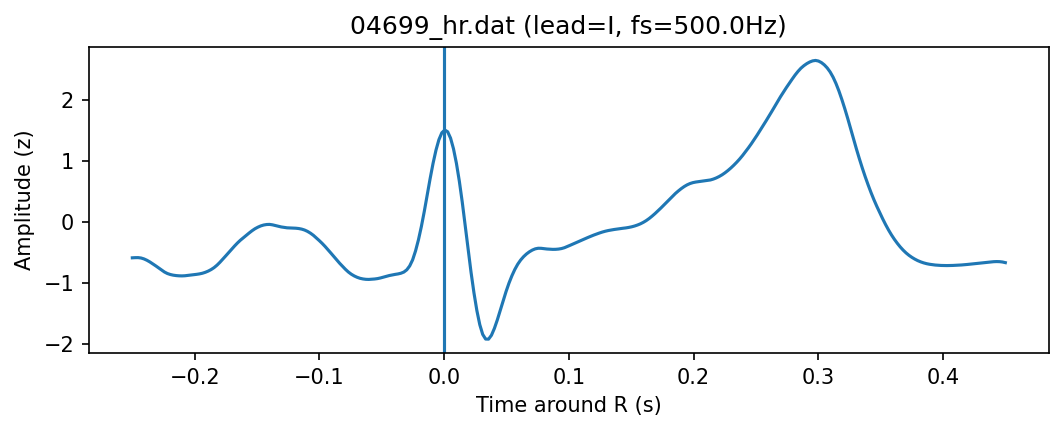 04699_hr.dat (lead=I, fs=500.0Hz)
Amplitude (z)
2
1
0
−1
−2
−0.2 −0.1 0.0 0.1 0.2 0.3 0.4
Time around R (s)